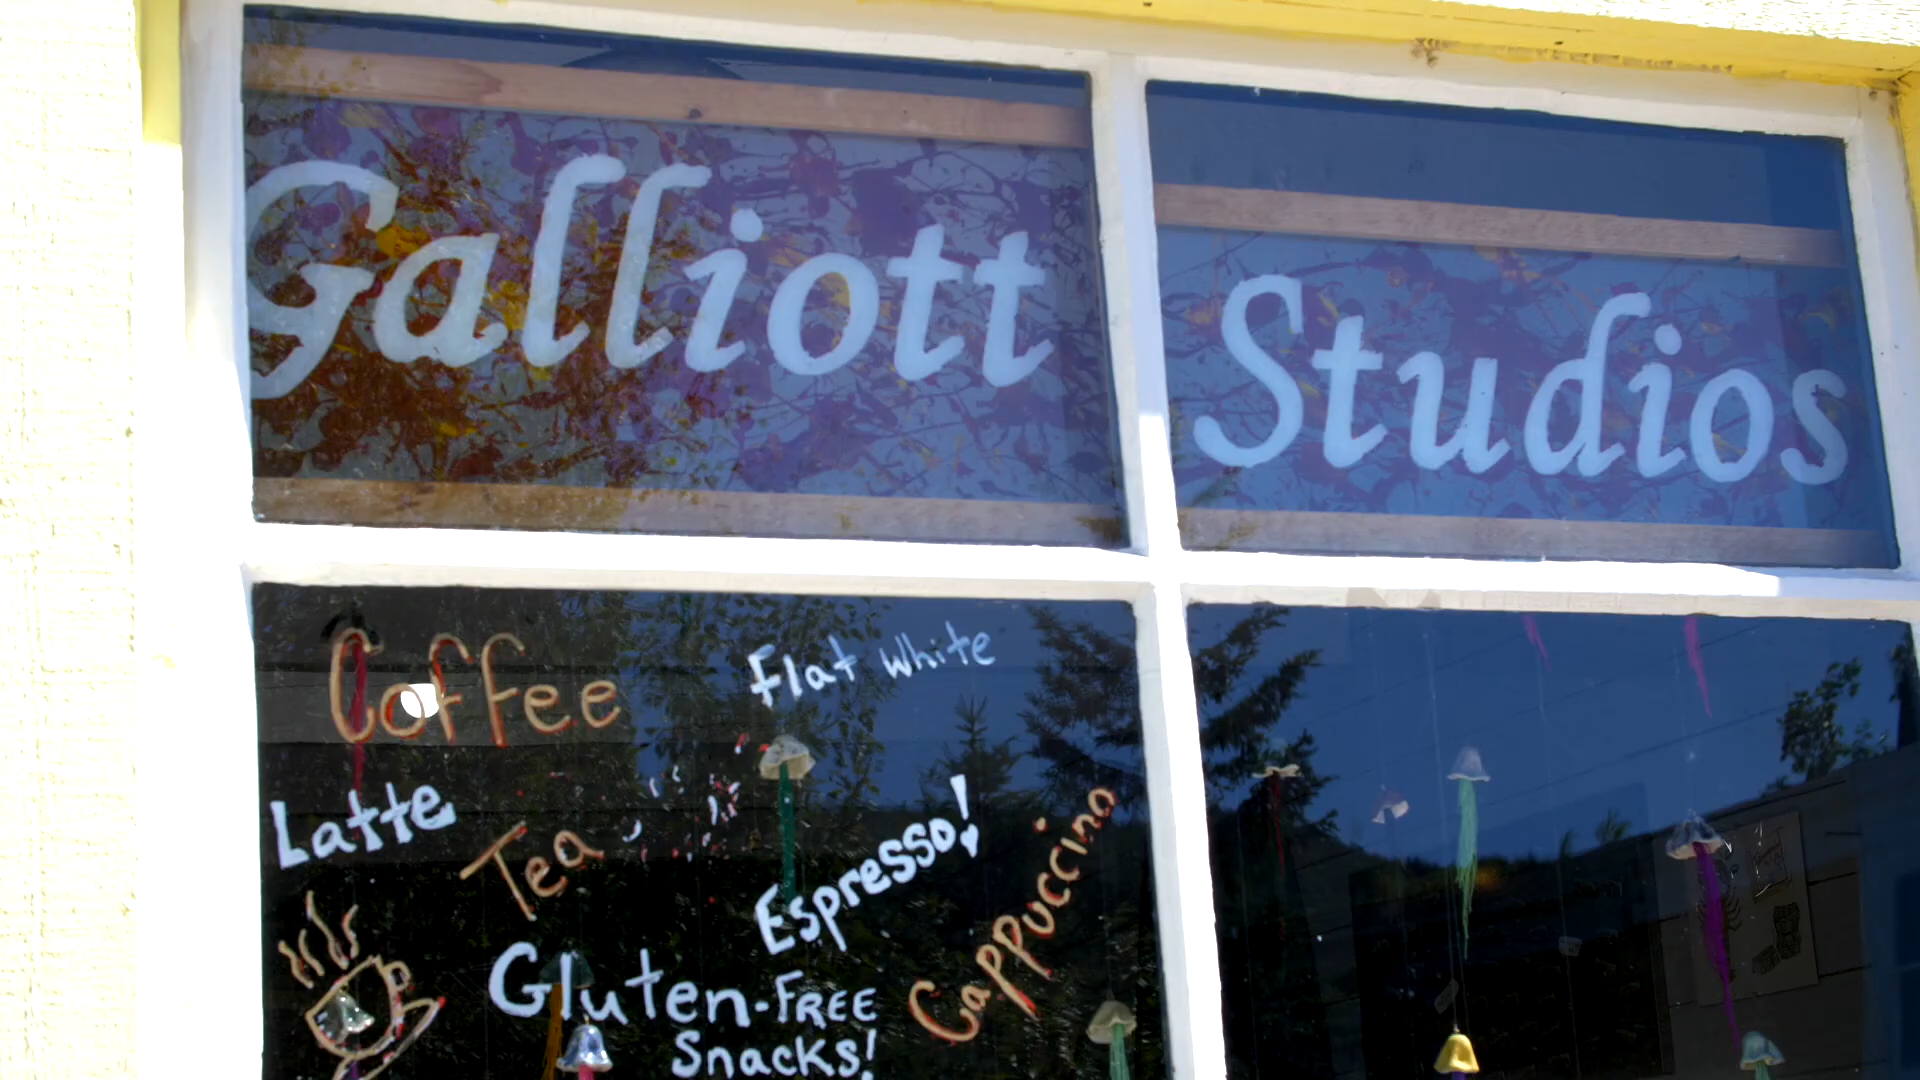 Galliott Studios
Coffee
Flat white
Latte
Tea
Espresso!
Cappuccino
Gluten-FREE
Snacks!